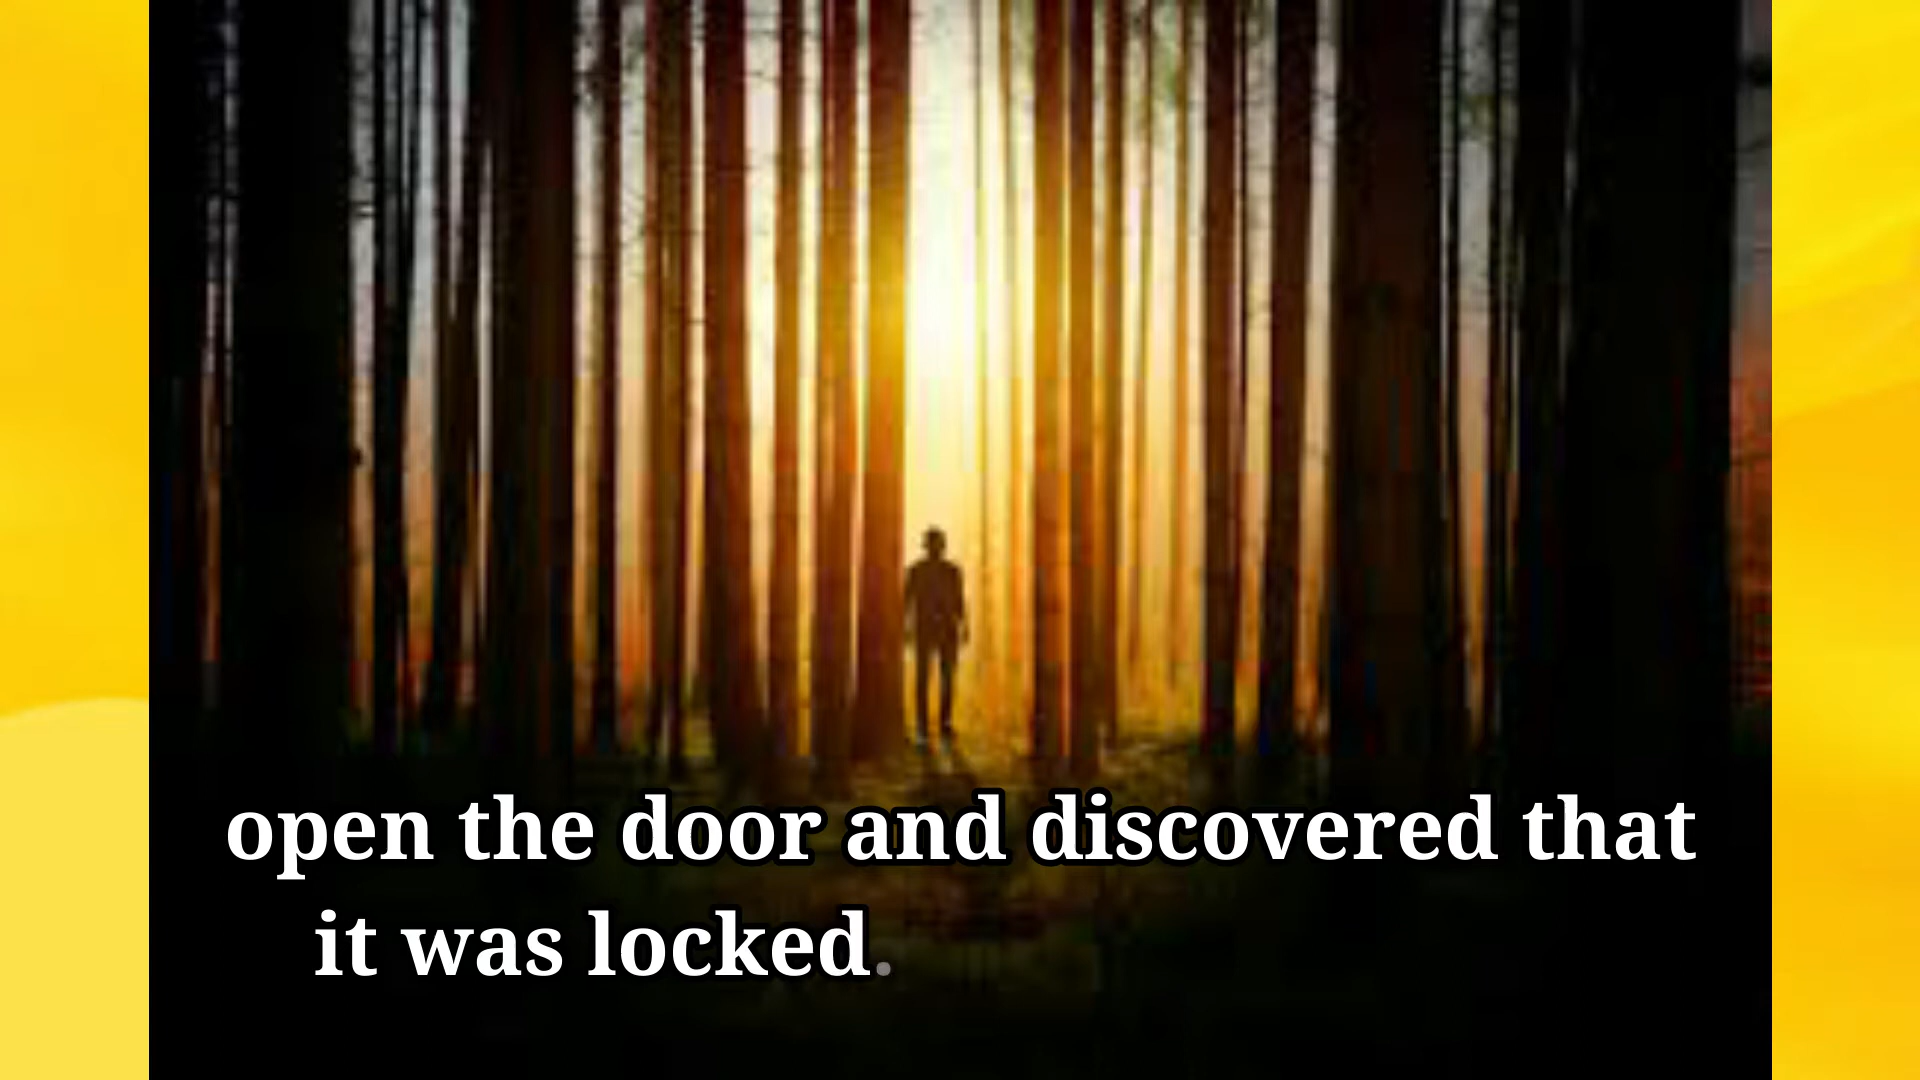 open the door and discovered that
it was locked.